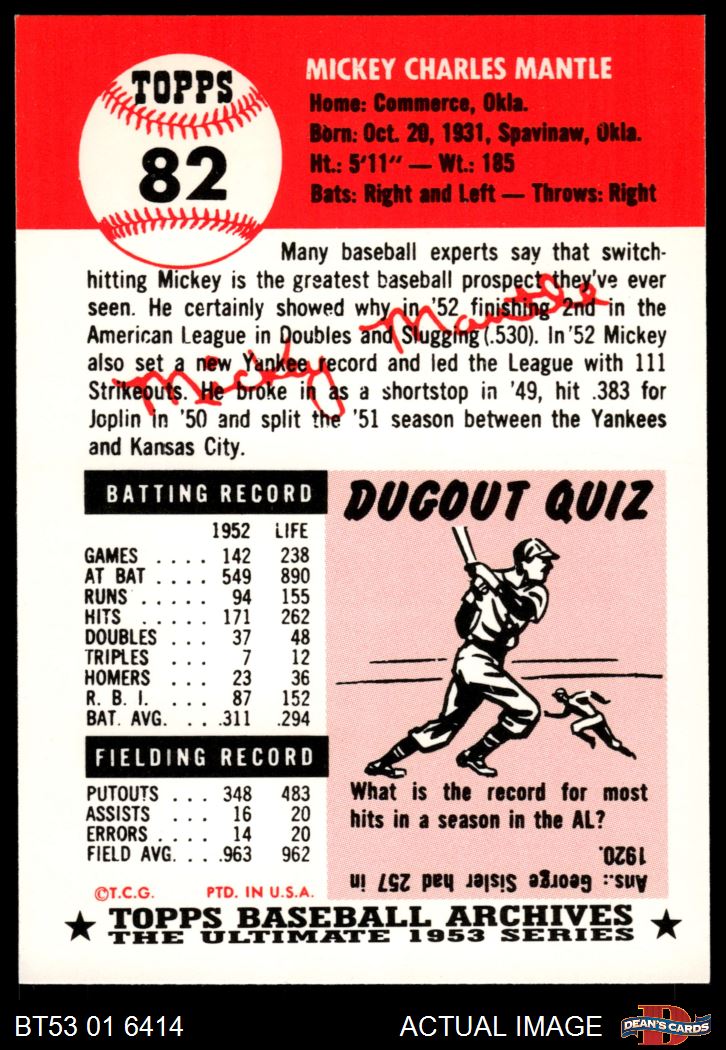 TOPPS
82
MICKEY CHARLES MANTLE
Home: Commerce, Okla.
Born: Oct. 20, 1931, Spavinaw, Okla.
Ht.: 5'11" — Wt.: 185
Bats: Right and Left — Throws: Right
Many baseball experts say that switch-
hitting Mickey is the greatest baseball prospect they've ever
seen. He certainly showed why in '52 finishing 2nd in the
American League in Doubles and Slugging (.530). In '52 Mickey
also set a new Yankee record and led the League with 111
Strikeouts. He broke in as a shortstop in '49, hit .383 for
Joplin in '50 and split the '51 season between the Yankees
and Kansas City.
Mickey Mantle
BATTING RECORD
1952 LIFE
GAMES .... 142 238
AT BAT .... 549 890
RUNS ..... 94 155
HITS ..... 171 262
DOUBLES ... 37 48
TRIPLES ... 7 12
HOMERS ... 23 36
R. B. I. .... 87 152
BAT. AVG. ... .311 .294
FIELDING RECORD
PUTOUTS ... 348 483
ASSISTS ... 16 20
ERRORS ... 14 20
FIELD AVG. ... .963 962
©T.C.G. PTD. IN U.S.A.
DUGOUT QUIZ
What is the record for most
hits in a season in the AL?
Ans.: George Sisler had 257 in
1920.
★ TOPPS BASEBALL ARCHIVES ★
THE ULTIMATE 1953 SERIES
BT53 01 6414 ACTUAL IMAGE
D
DEAN'S CARDS